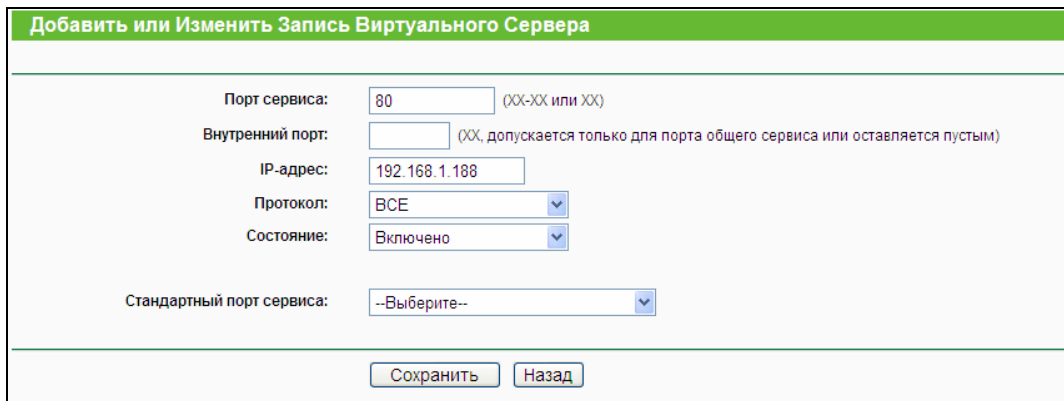 Добавить или Изменить Запись Виртуального Сервера
Порт сервиса: 80 (XX-XX или XX)
Внутренний порт: (XX, допускается только для порта общего сервиса или оставляется пустым)
IP-адрес: 192.168.1.188
Протокол: ВСЕ
Состояние: Включено
Стандартный порт сервиса: --Выберите--
Сохранить Назад